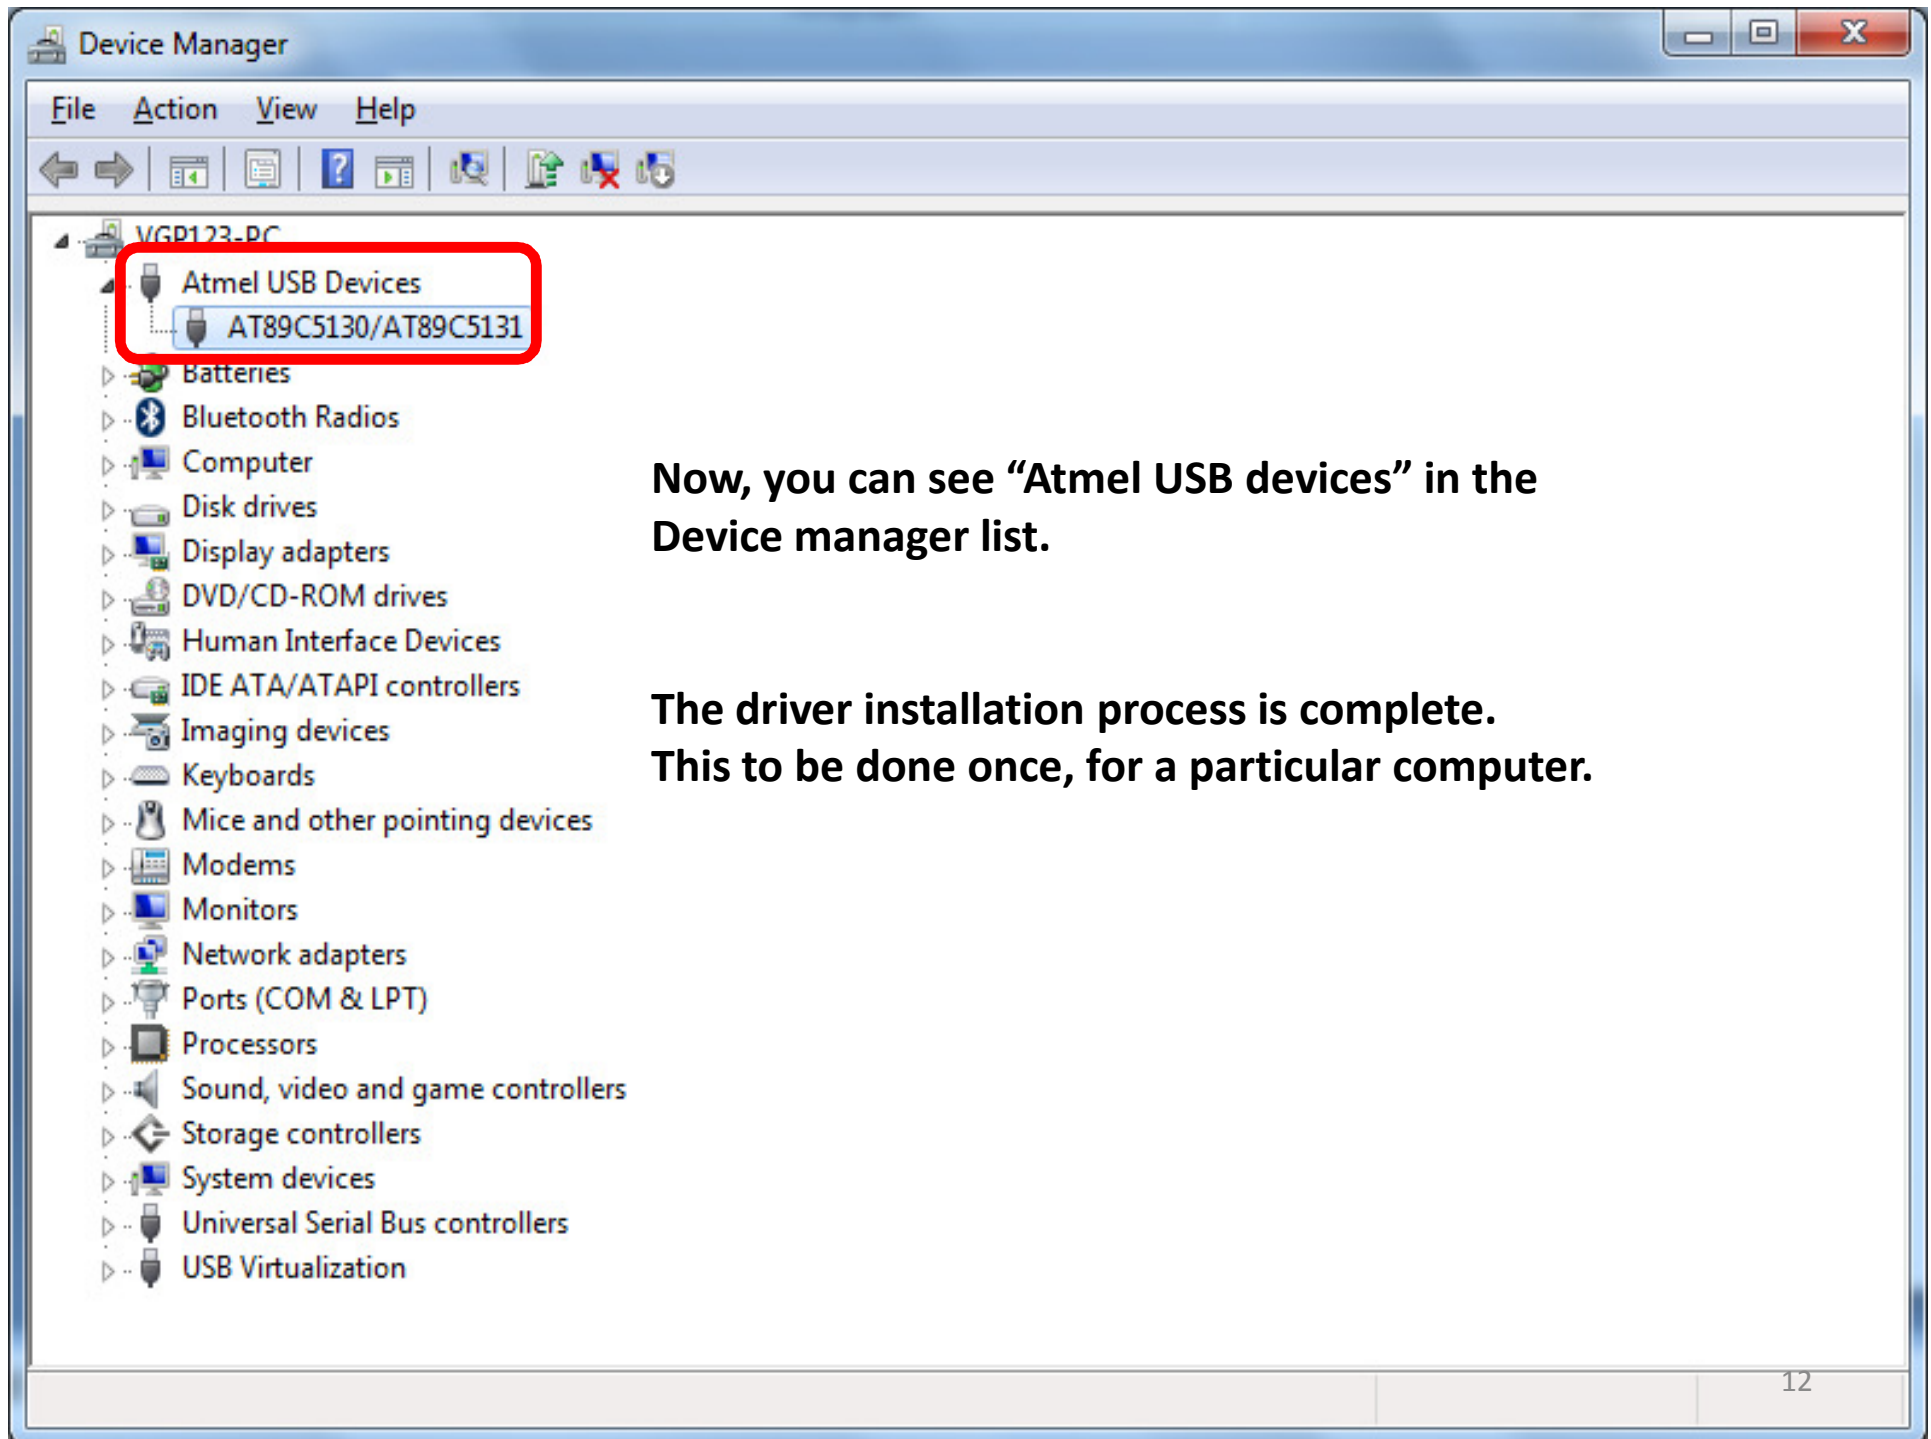 Device Manager
File Action View Help
VGP123-PC
Atmel USB Devices
AT89C5130/AT89C5131
Batteries
Bluetooth Radios
Computer
Disk drives
Display adapters
DVD/CD-ROM drives
Human Interface Devices
IDE ATA/ATAPI controllers
Imaging devices
Keyboards
Mice and other pointing devices
Modems
Monitors
Network adapters
Ports (COM & LPT)
Processors
Sound, video and game controllers
Storage controllers
System devices
Universal Serial Bus controllers
USB Virtualization
Now, you can see “Atmel USB devices” in the
Device manager list.
The driver installation process is complete.
This to be done once, for a particular computer.
12